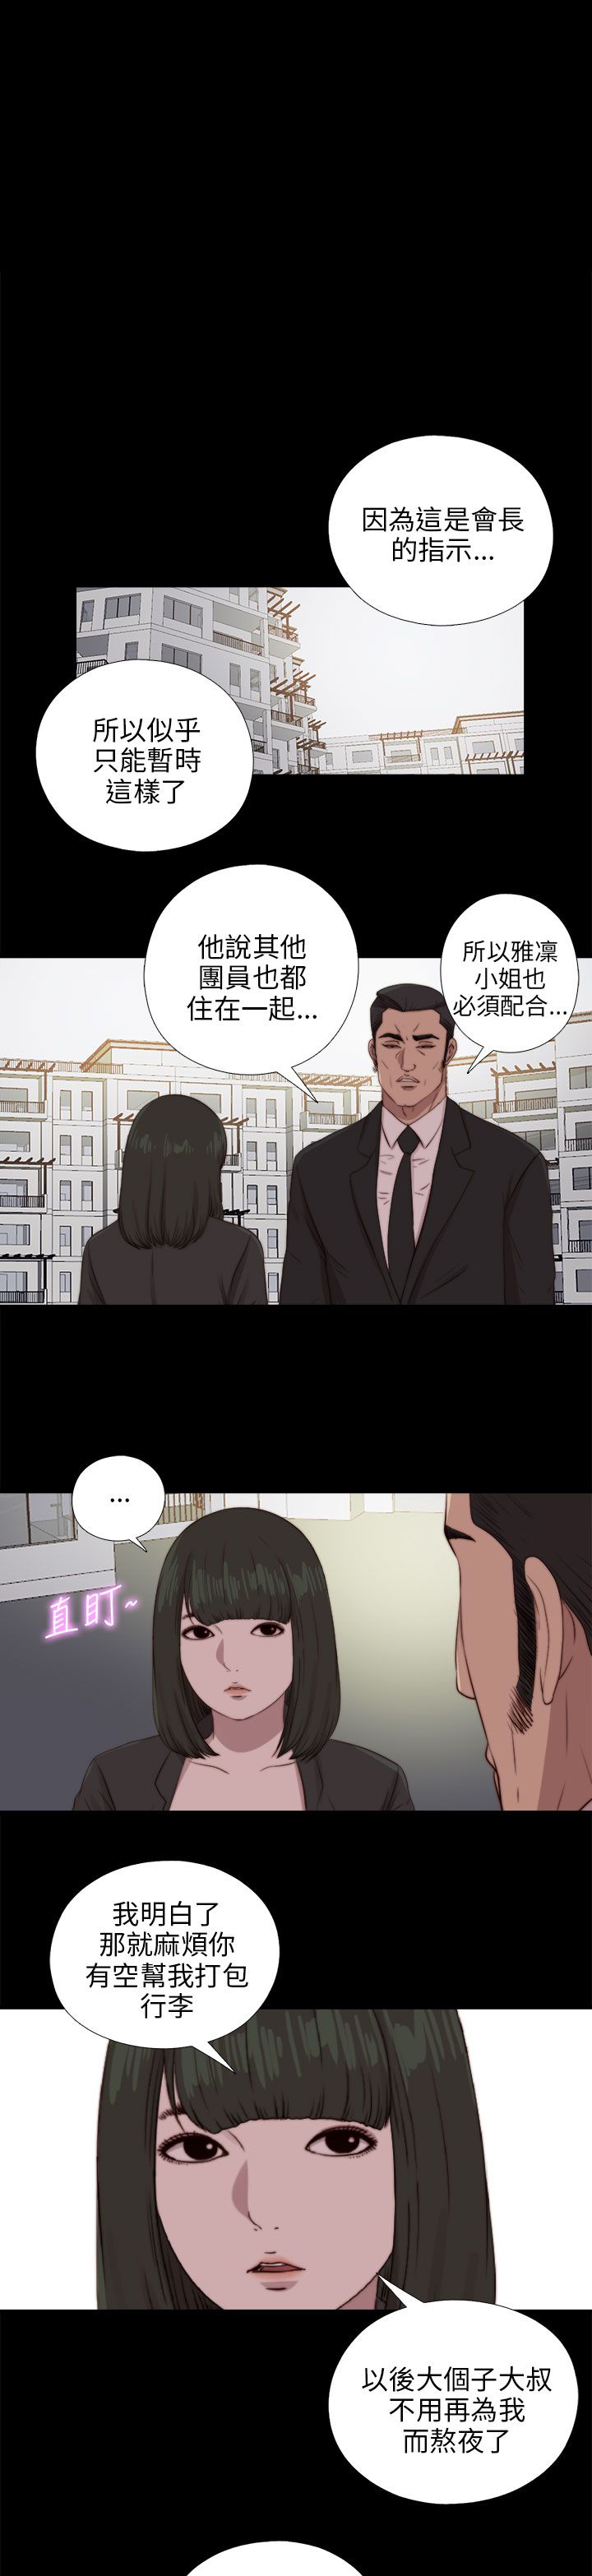 因為這是會長
的指示...
所以似乎
只能暫時
這樣了
他說其他
團員也都
住在一起...
所以雅凜
小姐也
必須配合...
...
直盯~
我明白了
那就麻煩你
有空幫我打包
行李
以後大個子大叔
不用再為我
而熬夜了